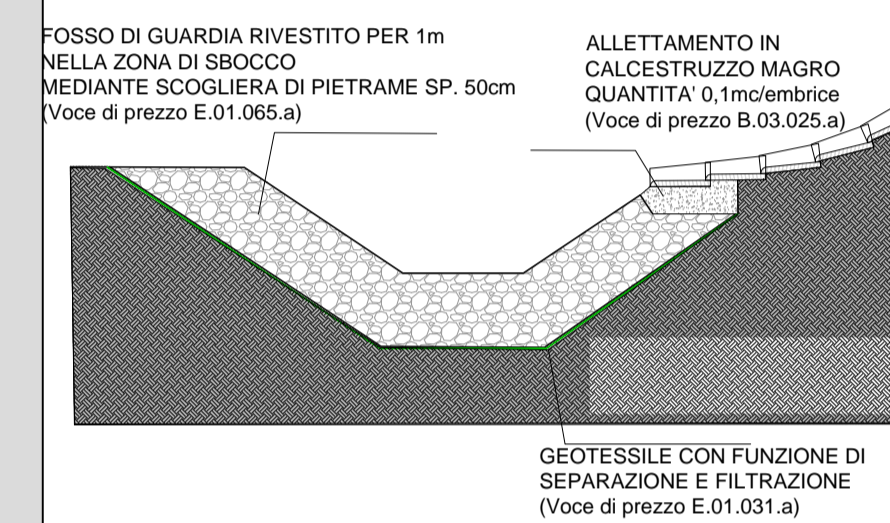 FOSSO DI GUARDIA RIVESTITO PER 1m
NELLA ZONA DI SBOCCO
MEDIANTE SCOGLIERA DI PIETRAME SP. 50cm
(Voce di prezzo E.01.065.a)
ALLETTAMENTO IN
CALCESTRUZZO MAGRO
QUANTITA' 0,1mc/embrice
(Voce di prezzo B.03.025.a)
GEOTESSILE CON FUNZIONE DI
SEPARAZIONE E FILTRAZIONE
(Voce di prezzo E.01.031.a)